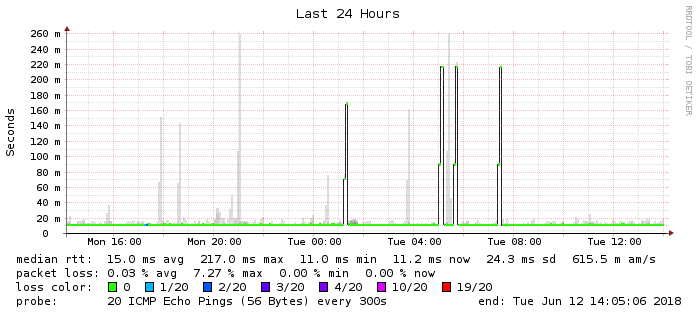 Last 24 Hours
RRDTOOL / TOBI OETIKER
Seconds
260 m
240 m
220 m
200 m
180 m
160 m
140 m
120 m
100 m
80 m
60 m
40 m
20 m
0
Mon 16:00 Mon 20:00 Tue 00:00 Tue 04:00 Tue 08:00 Tue 12:00
median rtt: 15.0 ms avg 217.0 ms max 11.0 ms min 11.2 ms now 24.3 ms sd 615.5 m am/s
packet loss: 0.03 % avg 7.27 % max 0.00 % min 0.00 % now
loss color: 0 1/20 2/20 3/20 4/20 10/20 19/20
probe: 20 ICMP Echo Pings (56 Bytes) every 300s end: Tue Jun 12 14:05:06 2018